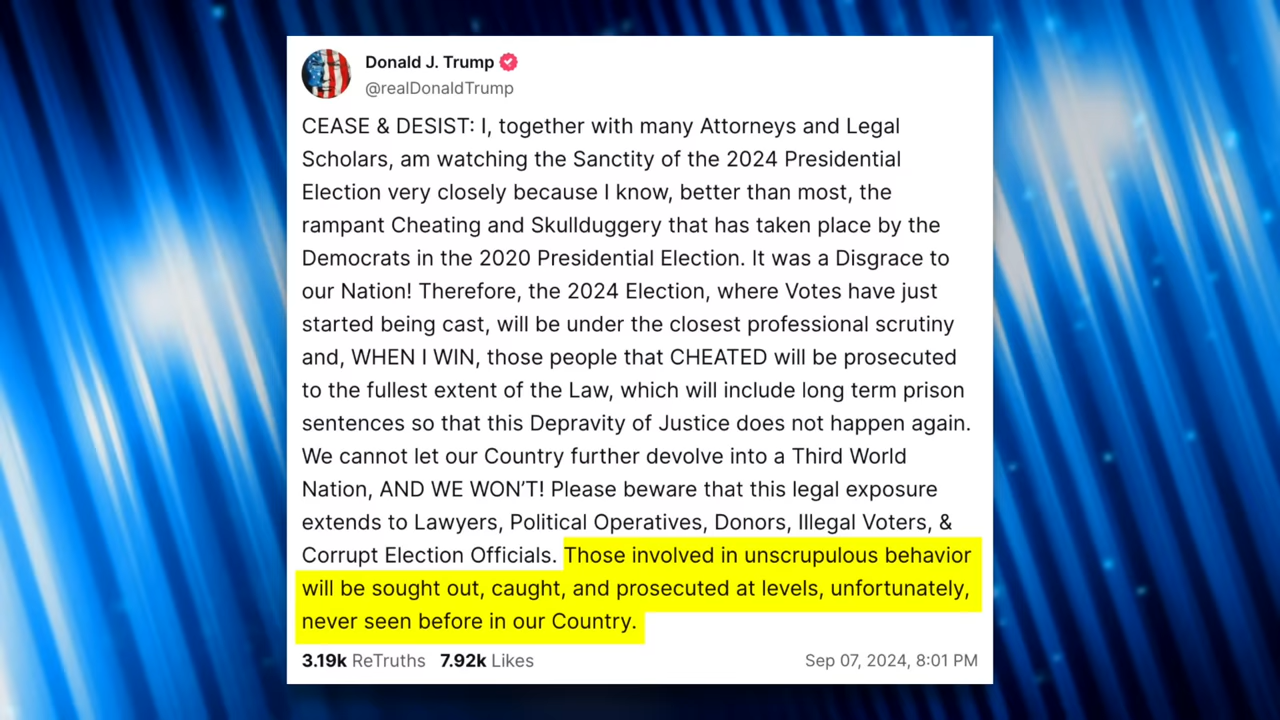 Donald J. Trump
@realDonaldTrump
CEASE & DESIST: I, together with many Attorneys and Legal
Scholars, am watching the Sanctity of the 2024 Presidential
Election very closely because I know, better than most, the
rampant Cheating and Skullduggery that has taken place by the
Democrats in the 2020 Presidential Election. It was a Disgrace to
our Nation! Therefore, the 2024 Election, where Votes have just
started being cast, will be under the closest professional scrutiny
and, WHEN I WIN, those people that CHEATED will be prosecuted
to the fullest extent of the Law, which will include long term prison
sentences so that this Depravity of Justice does not happen again.
We cannot let our Country further devolve into a Third World
Nation, AND WE WON’T! Please beware that this legal exposure
extends to Lawyers, Political Operatives, Donors, Illegal Voters, &
Corrupt Election Officials. Those involved in unscrupulous behavior
will be sought out, caught, and prosecuted at levels, unfortunately,
never seen before in our Country.
3.19k ReTruths 7.92k Likes Sep 07, 2024, 8:01 PM